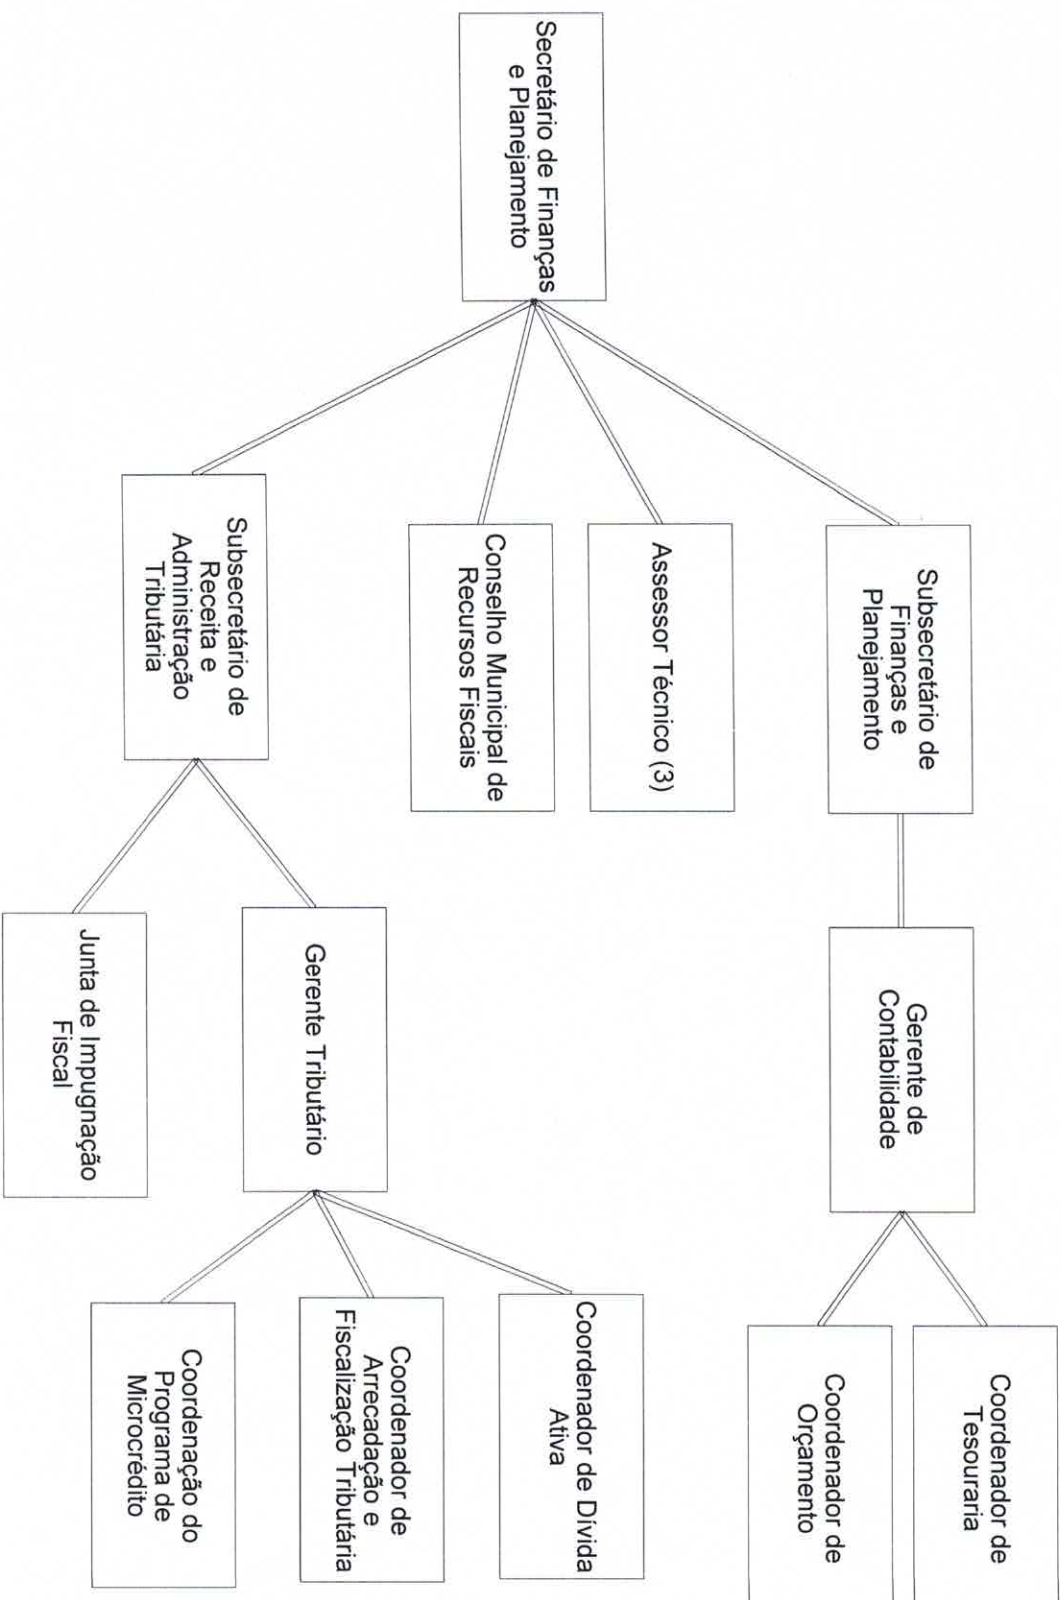 Secretário de Finanças
e Planejamento
Subsecretário de
Finanças e
Planejamento
Assessor Técnico (3)
Conselho Municipal de
Recursos Fiscais
Subsecretário de
Receita e
Administração
Tributária
Gerente de
Contabilidade
Gerente Tributário
Junta de Impugnação
Fiscal
Coordenador de
Tesouraria
Coordenador de
Orçamento
Coordenador de Dívida
Ativa
Coordenador de
Arrecadação e
Fiscalização Tributária
Coordenação do
Programa de
Microcrédito